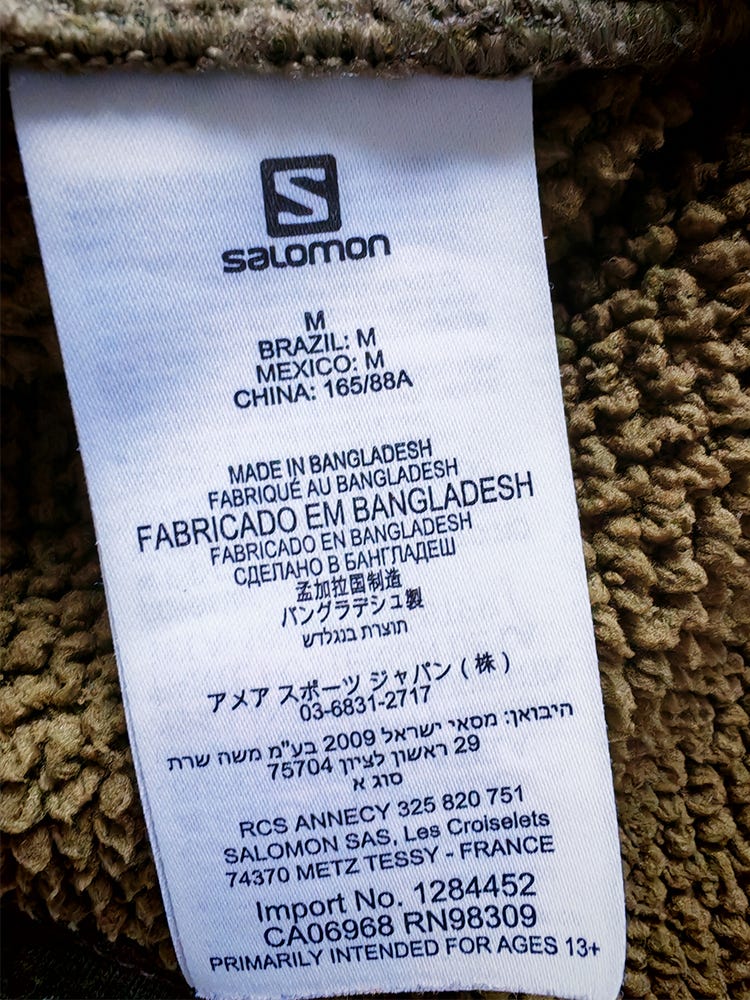 S
salomon
M
BRAZIL: M
MEXICO: M
CHINA: 165/88A
MADE IN BANGLADESH
FABRIQUÉ AU BANGLADESH
FABRICADO EM BANGLADESH
FABRICADO EN BANGLADESH
СДЕЛАНО В БАНГЛАДЕШ
孟加拉国制造
バングラデシュ製
תוצרת בנגלדש
アメア スポーツ ジャパン ( 株 )
03-6831-2717
היבואן: מסאי ישראל 2009 בע"מ משה שרת
29 ראשון לציון 75704
סוג א
RCS ANNECY 325 820 751
SALOMON SAS, Les Croiselets
74370 METZ TESSY - FRANCE
Import No. 1284452
CA06968 RN98309
PRIMARILY INTENDED FOR AGES 13+